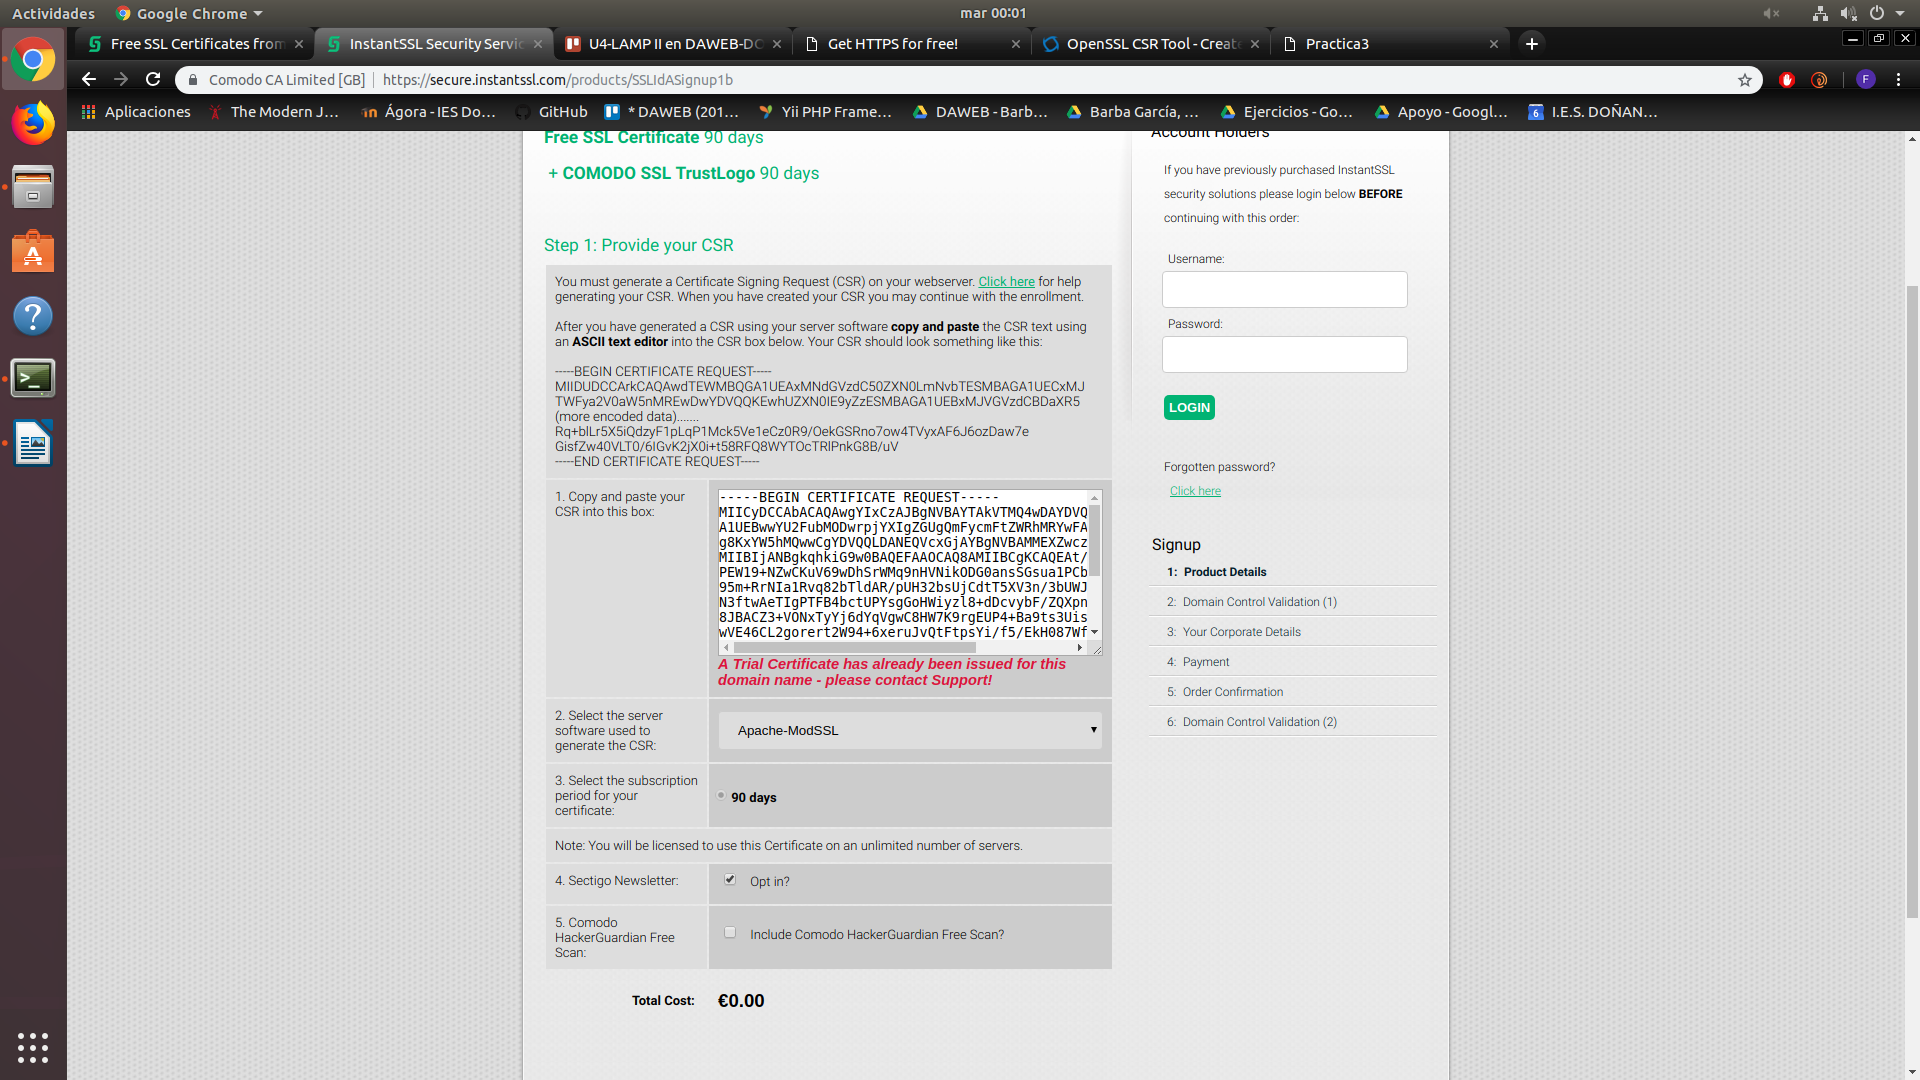 Actividades
Google Chrome
mar 00:01
Free SSL Certificates from
InstantSSL Security Servic
U4-LAMP II en DAWEB-DO
Get HTTPS for free!
OpenSSL CSR Tool - Create
Practica3
Comodo CA Limited [GB]
https://secure.instantssl.com/products/SSLIdASignup1b
F
Aplicaciones
The Modern J...
Ágora - IES Do...
GitHub
* DAWEB (201...
Yii PHP Frame...
DAWEB - Barb...
Barba García, ...
Ejercicios - Go...
Apoyo - Googl...
I.E.S. DOÑAN...
Free SSL Certificate 90 days
+ COMODO SSL TrustLogo 90 days
Step 1: Provide your CSR
You must generate a Certificate Signing Request (CSR) on your webserver. Click here for help
generating your CSR. When you have created your CSR you may continue with the enrollment.
After you have generated a CSR using your server software copy and paste the CSR text using
an ASCII text editor into the CSR box below. Your CSR should look something like this:
-----BEGIN CERTIFICATE REQUEST-----
MIIDUDCCArkCAQAwdTEWMBQGA1UEAxMNdGVzdC50ZXN0LmNvbTESMBAGA1UECxMJ
TWFya2V0aW5nMREwDwYDVQQKEwhUZXN0IE9yZzESMBAGA1UEBxMJVGVzdCBDaXR5
(more encoded data).......
Rq+blLr5X5iQdzyF1pLqP1Mck5Ve1eCz0R9/OekGSRno7ow4TVyxAF6J6ozDaw7e
GisfZw40VLT0/6IGvK2jX0i+t58RFQ8WYTOcTRlPnkG8B/uV
-----END CERTIFICATE REQUEST-----
1. Copy and paste your
CSR into this box:
-----BEGIN CERTIFICATE REQUEST-----
MIICyDCCAbACAQAwgYIxCzAJBgNVBAYTAkVTMQ4wDAYDVQ
A1UEBwwYU2FubMODwrpjYXIgZGUgQmFycmFtZWRhMRYwFA
g8KxYW5hMQwwCgYDVQQLDANEQVcxGjAYBgNVBAMMEXZwcz
MIIBIjANBgkqhkiG9w0BAQEFAAOCAQ8AMIIBCgKCAQEAt/
PEW19+NZwCKuV69wDhSrWMq9nHVNikODG0ansSGsua1PCb
95m+RrNIa1Rvq82bTldAR/pUH32bsUjCdtT5XV3n/3bUWJ
N3ftwAeTIgPTFB4bctUPYsgGoHWiyzl8+dDcvybF/ZQXpn
8JBACZ3+VONxTyYj6dYqVgwC8HW7K9rgEUP4+Ba9ts3Uis
wVE46CL2gorert2W94+6xeruJvQtFtpsYi/f5/EkH087Wf
A Trial Certificate has already been issued for this
domain name - please contact Support!
2. Select the server
software used to
generate the CSR:
Apache-ModSSL
3. Select the subscription
period for your
certificate:
90 days
Note: You will be licensed to use this Certificate on an unlimited number of servers.
4. Sectigo Newsletter:
Opt in?
5. Comodo
HackerGuardian Free
Scan:
Include Comodo HackerGuardian Free Scan?
Total Cost:
€0.00
Account Holders
If you have previously purchased InstantSSL
security solutions please login below BEFORE
continuing with this order:
Username:
Password:
LOGIN
Forgotten password?
Click here
Signup
1: Product Details
2: Domain Control Validation (1)
3: Your Corporate Details
4: Payment
5: Order Confirmation
6: Domain Control Validation (2)